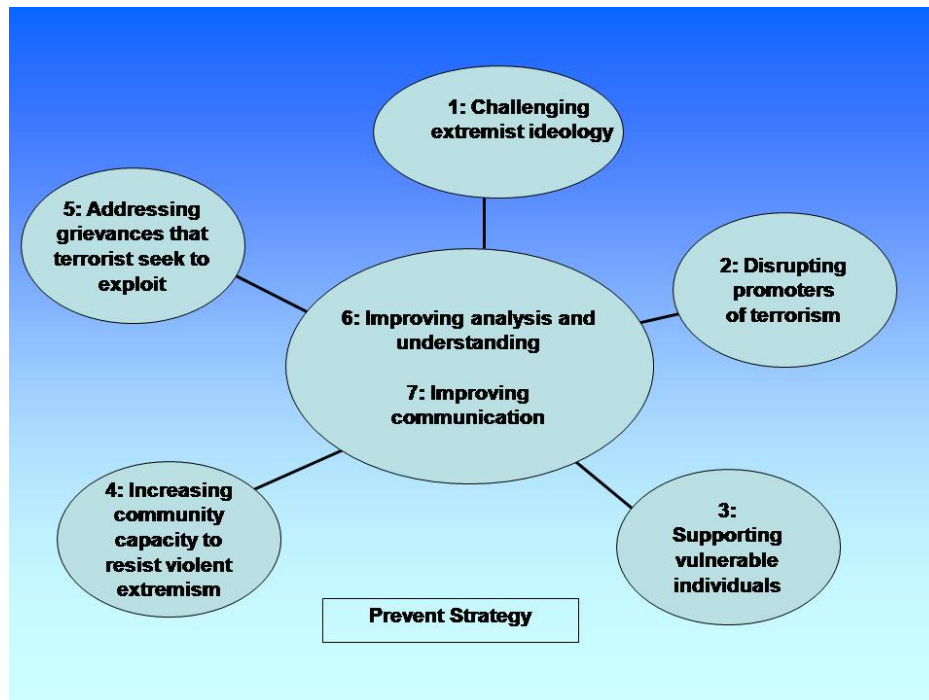 1: Challenging
extremist ideology
2: Disrupting
promoters
of terrorism
3:
Supporting
vulnerable
individuals
4: Increasing
community
capacity to
resist violent
extremism
5: Addressing
grievances that
terrorist seek to
exploit
6: Improving analysis and
understanding
7: Improving
communication
Prevent Strategy